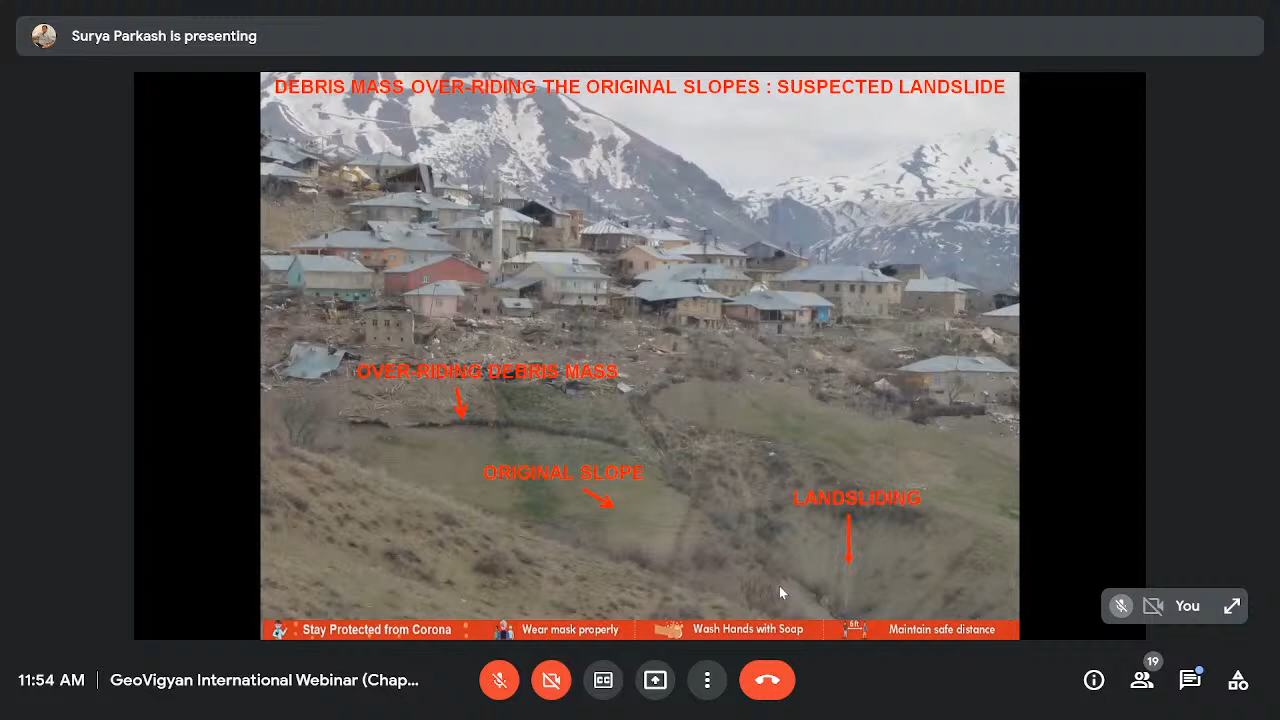 Surya Parkash is presenting
DEBRIS MASS OVER-RIDING THE ORIGINAL SLOPES : SUSPECTED LANDSLIDE
OVER-RIDING DEBRIS MASS
ORIGINAL SLOPE
LANDSLIDING
You
Stay Protected from Corona Wear mask properly Wash Hands with Soap 6 ft Maintain safe distance
19
11:54 AM GeoVigyan International Webinar (Chap...